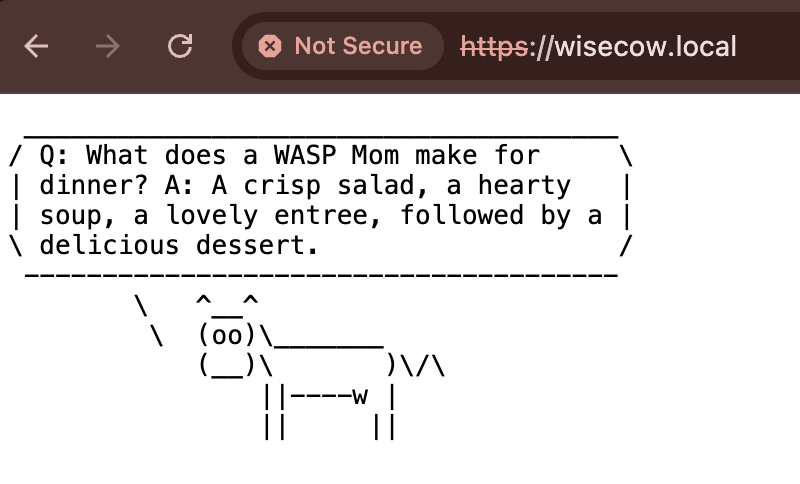 Not Secure https://wisecow.local
 _____________________________________
/ Q: What does a WASP Mom make for     \
| dinner? A: A crisp salad, a hearty   |
| soup, a lovely entree, followed by a |
\ delicious dessert.                   /
 --------------------------------------
        \   ^__^
         \  (oo)\_______
            (__)\       )\/\
                ||----w |
                ||     ||